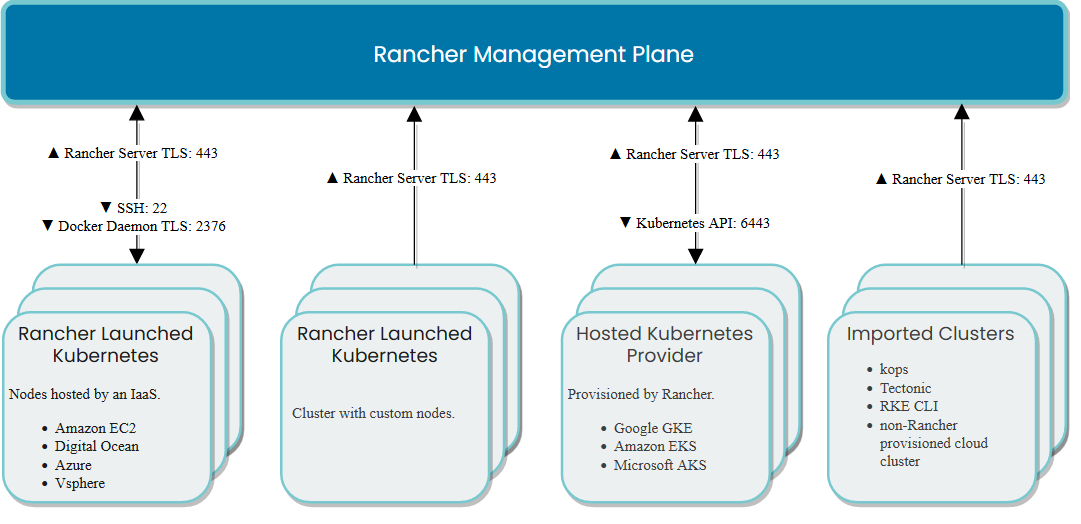 Rancher Management Plane
▲ Rancher Server TLS: 443
▼ SSH: 22
▼ Docker Daemon TLS: 2376
▲ Rancher Server TLS: 443
▲ Rancher Server TLS: 443
▼ Kubernetes API: 6443
▲ Rancher Server TLS: 443
Rancher Launched
Kubernetes
Nodes hosted by an IaaS.
• Amazon EC2
• Digital Ocean
• Azure
• Vsphere
Rancher Launched
Kubernetes
Cluster with custom nodes.
Hosted Kubernetes
Provider
Provisioned by Rancher.
• Google GKE
• Amazon EKS
• Microsoft AKS
Imported Clusters
• kops
• Tectonic
• RKE CLI
• non-Rancher
provisioned cloud
cluster